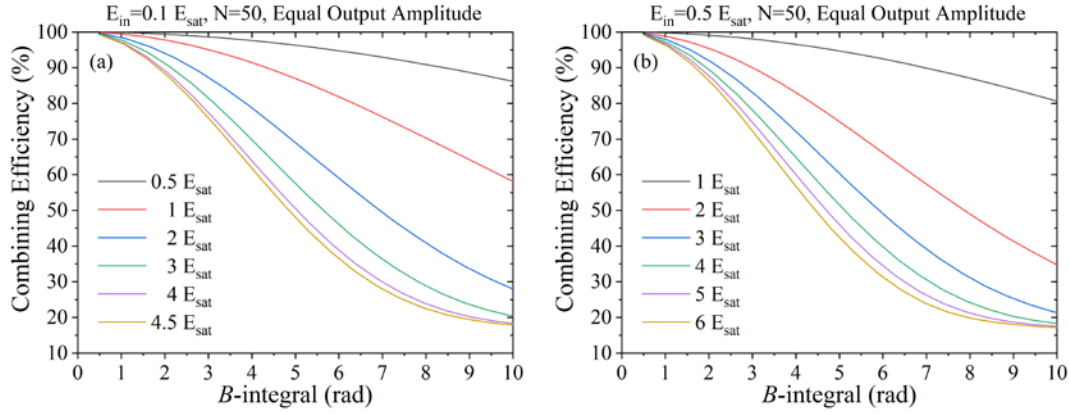 E_in=0.1 E_sat, N=50, Equal Output Amplitude
(a)
Combining Efficiency (%)
100
90
80
70
60
50
40
30
20
10
0.5 E_sat
1 E_sat
2 E_sat
3 E_sat
4 E_sat
4.5 E_sat
0 1 2 3 4 5 6 7 8 9 10
B-integral (rad)
E_in=0.5 E_sat, N=50, Equal Output Amplitude
(b)
Combining Efficiency (%)
100
90
80
70
60
50
40
30
20
10
1 E_sat
2 E_sat
3 E_sat
4 E_sat
5 E_sat
6 E_sat
0 1 2 3 4 5 6 7 8 9 10
B-integral (rad)